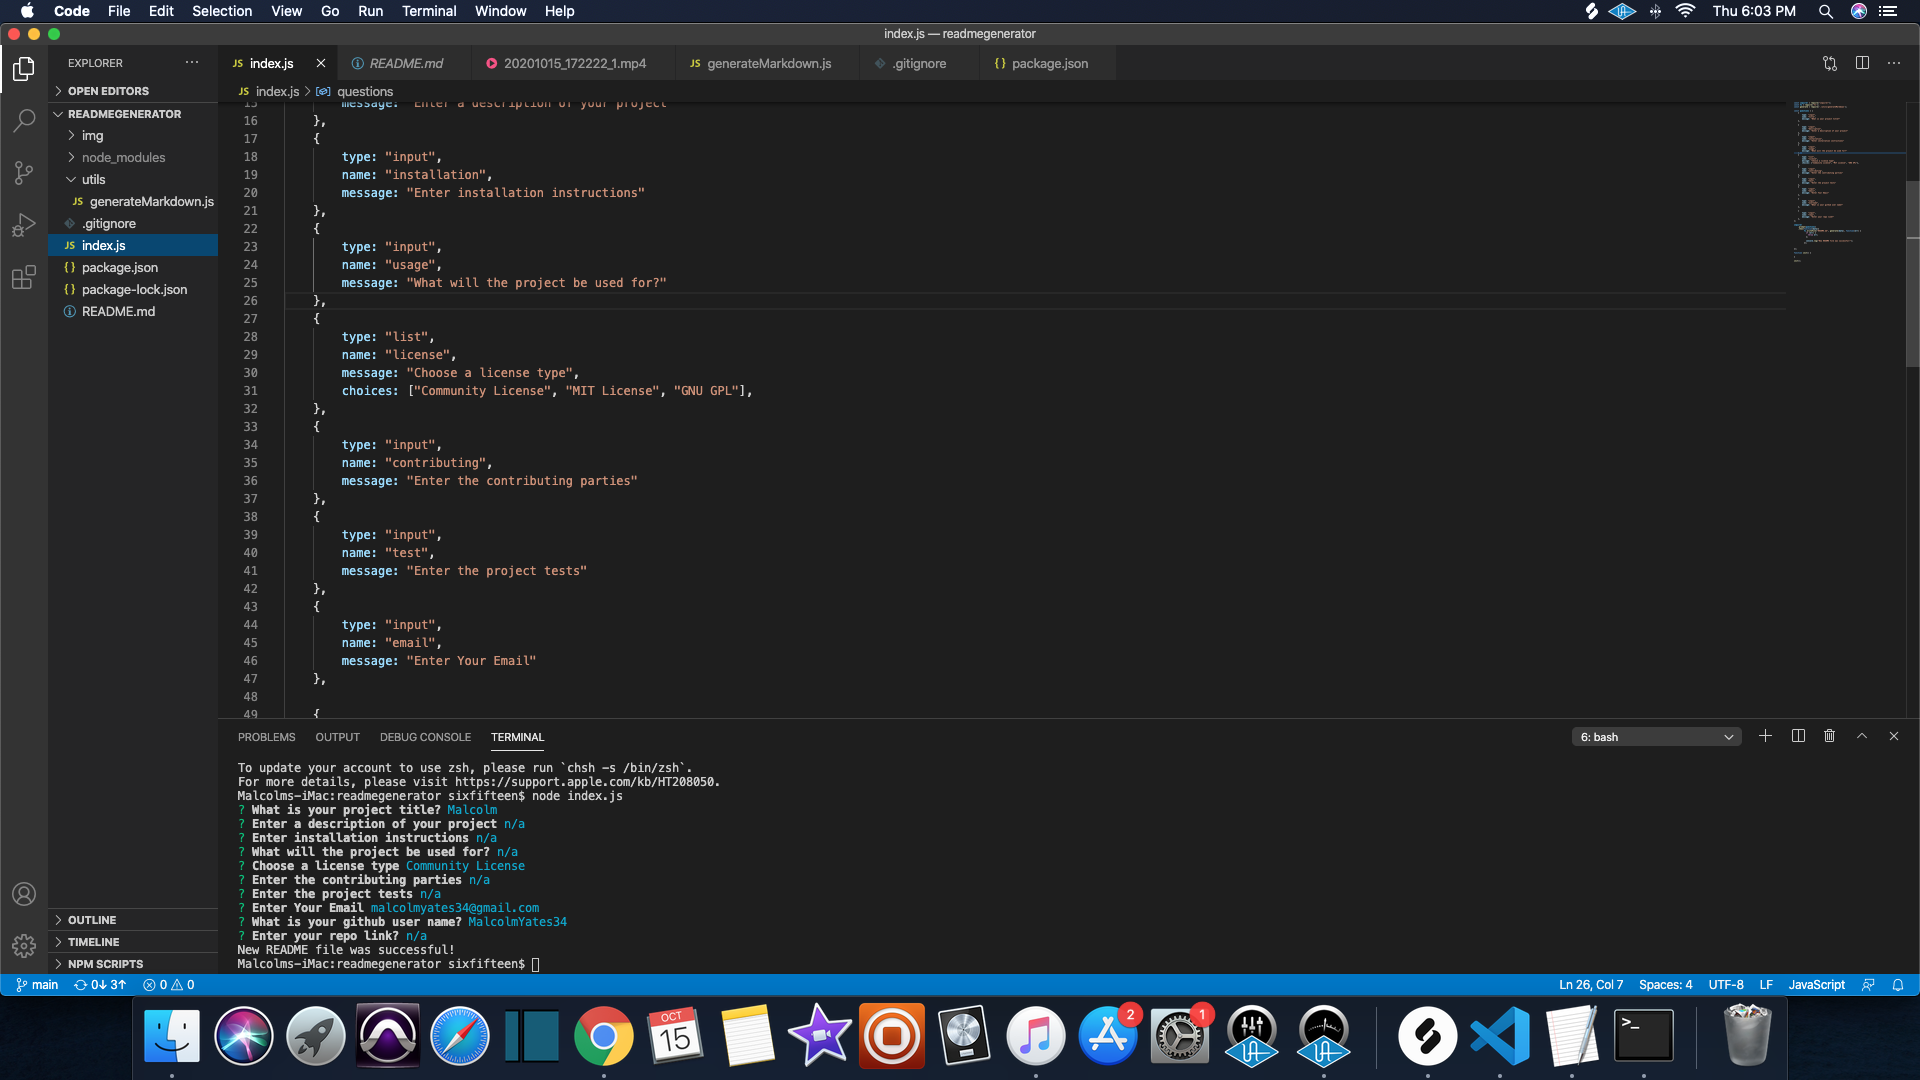 Code File Edit Selection View Go Run Terminal Window Help
Thu 6:03 PM
index.js — readmegenerator
EXPLORER
JS index.js
README.md
20201015_172222_1.mp4
JS generateMarkdown.js
.gitignore
{} package.json
OPEN EDITORS
JS index.js > questions
READMEGENERATOR
img
node_modules
utils
JS generateMarkdown.js
.gitignore
JS index.js
{} package.json
{} package-lock.json
README.md
15 message: "Enter a description of your project"
16 },
17 {
18 type: "input",
19 name: "installation",
20 message: "Enter installation instructions"
21 },
22 {
23 type: "input",
24 name: "usage",
25 message: "What will the project be used for?"
26 },
27 {
28 type: "list",
29 name: "license",
30 message: "Choose a license type",
31 choices: ["Community License", "MIT License", "GNU GPL"],
32 },
33 {
34 type: "input",
35 name: "contributing",
36 message: "Enter the contributing parties"
37 },
38 {
39 type: "input",
40 name: "test",
41 message: "Enter the project tests"
42 },
43 {
44 type: "input",
45 name: "email",
46 message: "Enter Your Email"
47 },
48
49 {
PROBLEMS OUTPUT DEBUG CONSOLE TERMINAL
6: bash
To update your account to use zsh, please run `chsh -s /bin/zsh`.
For more details, please visit https://support.apple.com/kb/HT208050.
Malcolms-iMac:readmegenerator sixfifteen$ node index.js
? What is your project title? Malcolm
? Enter a description of your project n/a
? Enter installation instructions n/a
? What will the project be used for? n/a
? Choose a license type Community License
? Enter the contributing parties n/a
? Enter the project tests n/a
? Enter Your Email malcolmyates34@gmail.com
? What is your github user name? MalcolmYates34
? Enter your repo link? n/a
New README file was successful!
Malcolms-iMac:readmegenerator sixfifteen$
OUTLINE
TIMELINE
NPM SCRIPTS
main 0↓ 3↑ 0 0
Ln 26, Col 7 Spaces: 4 UTF-8 LF JavaScript
OCT
15
2
1
>_